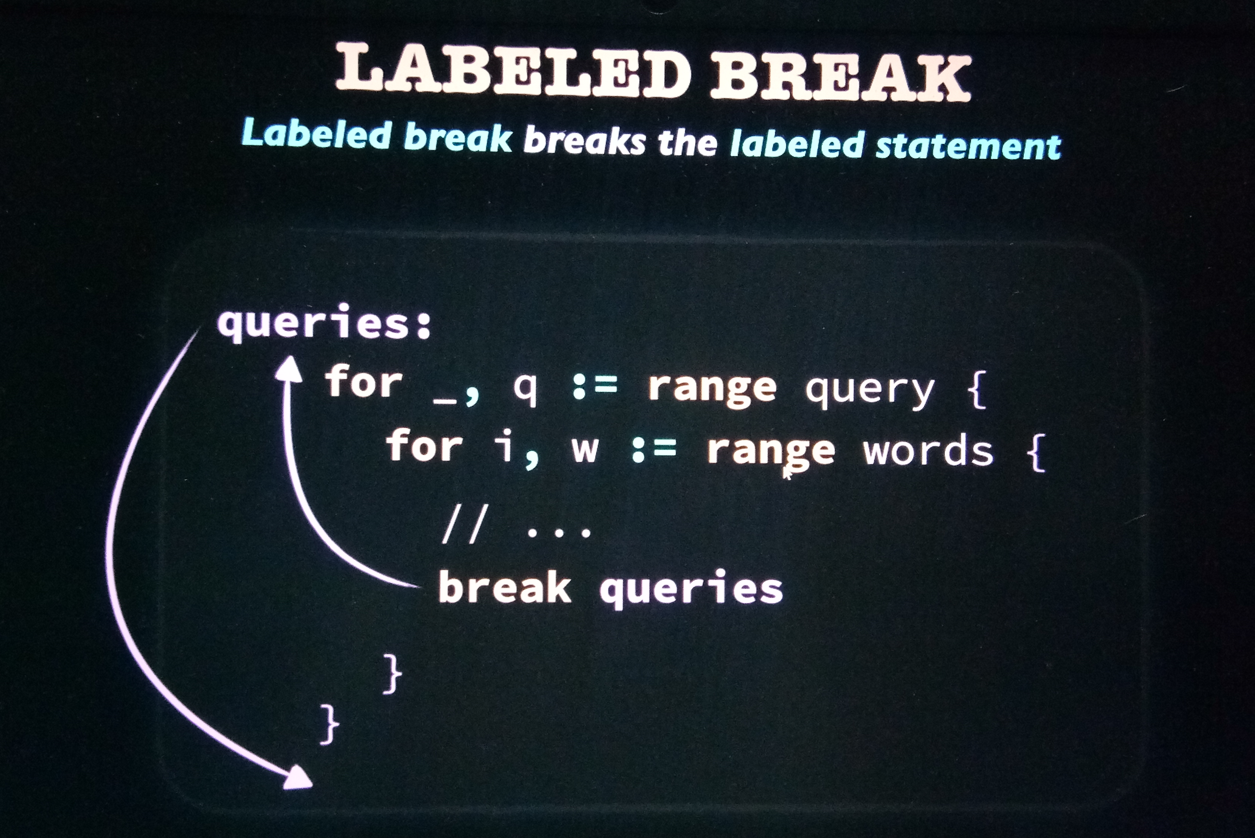 LABELED BREAK
Labeled break breaks the labeled statement
queries:
for _, q := range query {
for i, w := range words {
// ...
break queries
}
}